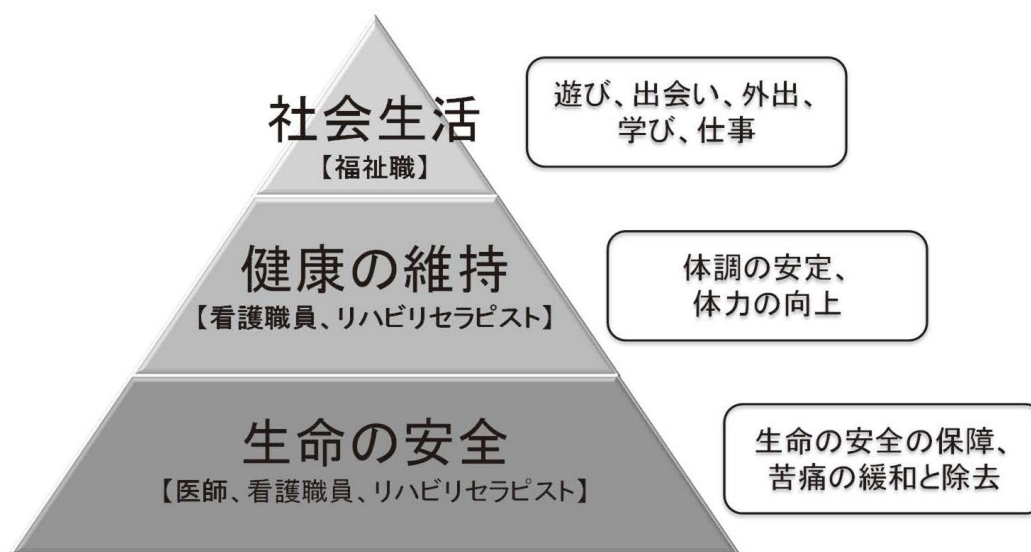 社会生活
【福祉職】
遊び、出会い、外出、
学び、仕事
健康の維持
【看護職員、リハビリセラピスト】
体調の安定、
体力の向上
生命の安全
【医師、看護職員、リハビリセラピスト】
生命の安全の保障、
苦痛の緩和と除去